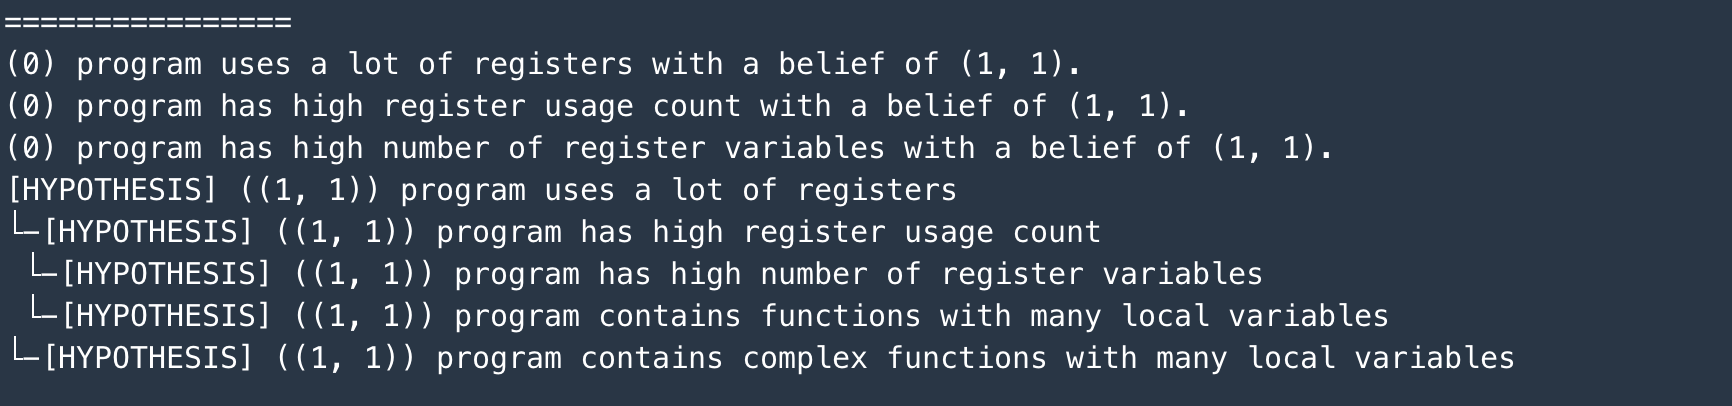 ================
(0) program uses a lot of registers with a belief of (1, 1).
(0) program has high register usage count with a belief of (1, 1).
(0) program has high number of register variables with a belief of (1, 1).
[HYPOTHESIS] ((1, 1)) program uses a lot of registers
└─[HYPOTHESIS] ((1, 1)) program has high register usage count
 └─[HYPOTHESIS] ((1, 1)) program has high number of register variables
 └─[HYPOTHESIS] ((1, 1)) program contains functions with many local variables
└─[HYPOTHESIS] ((1, 1)) program contains complex functions with many local variables